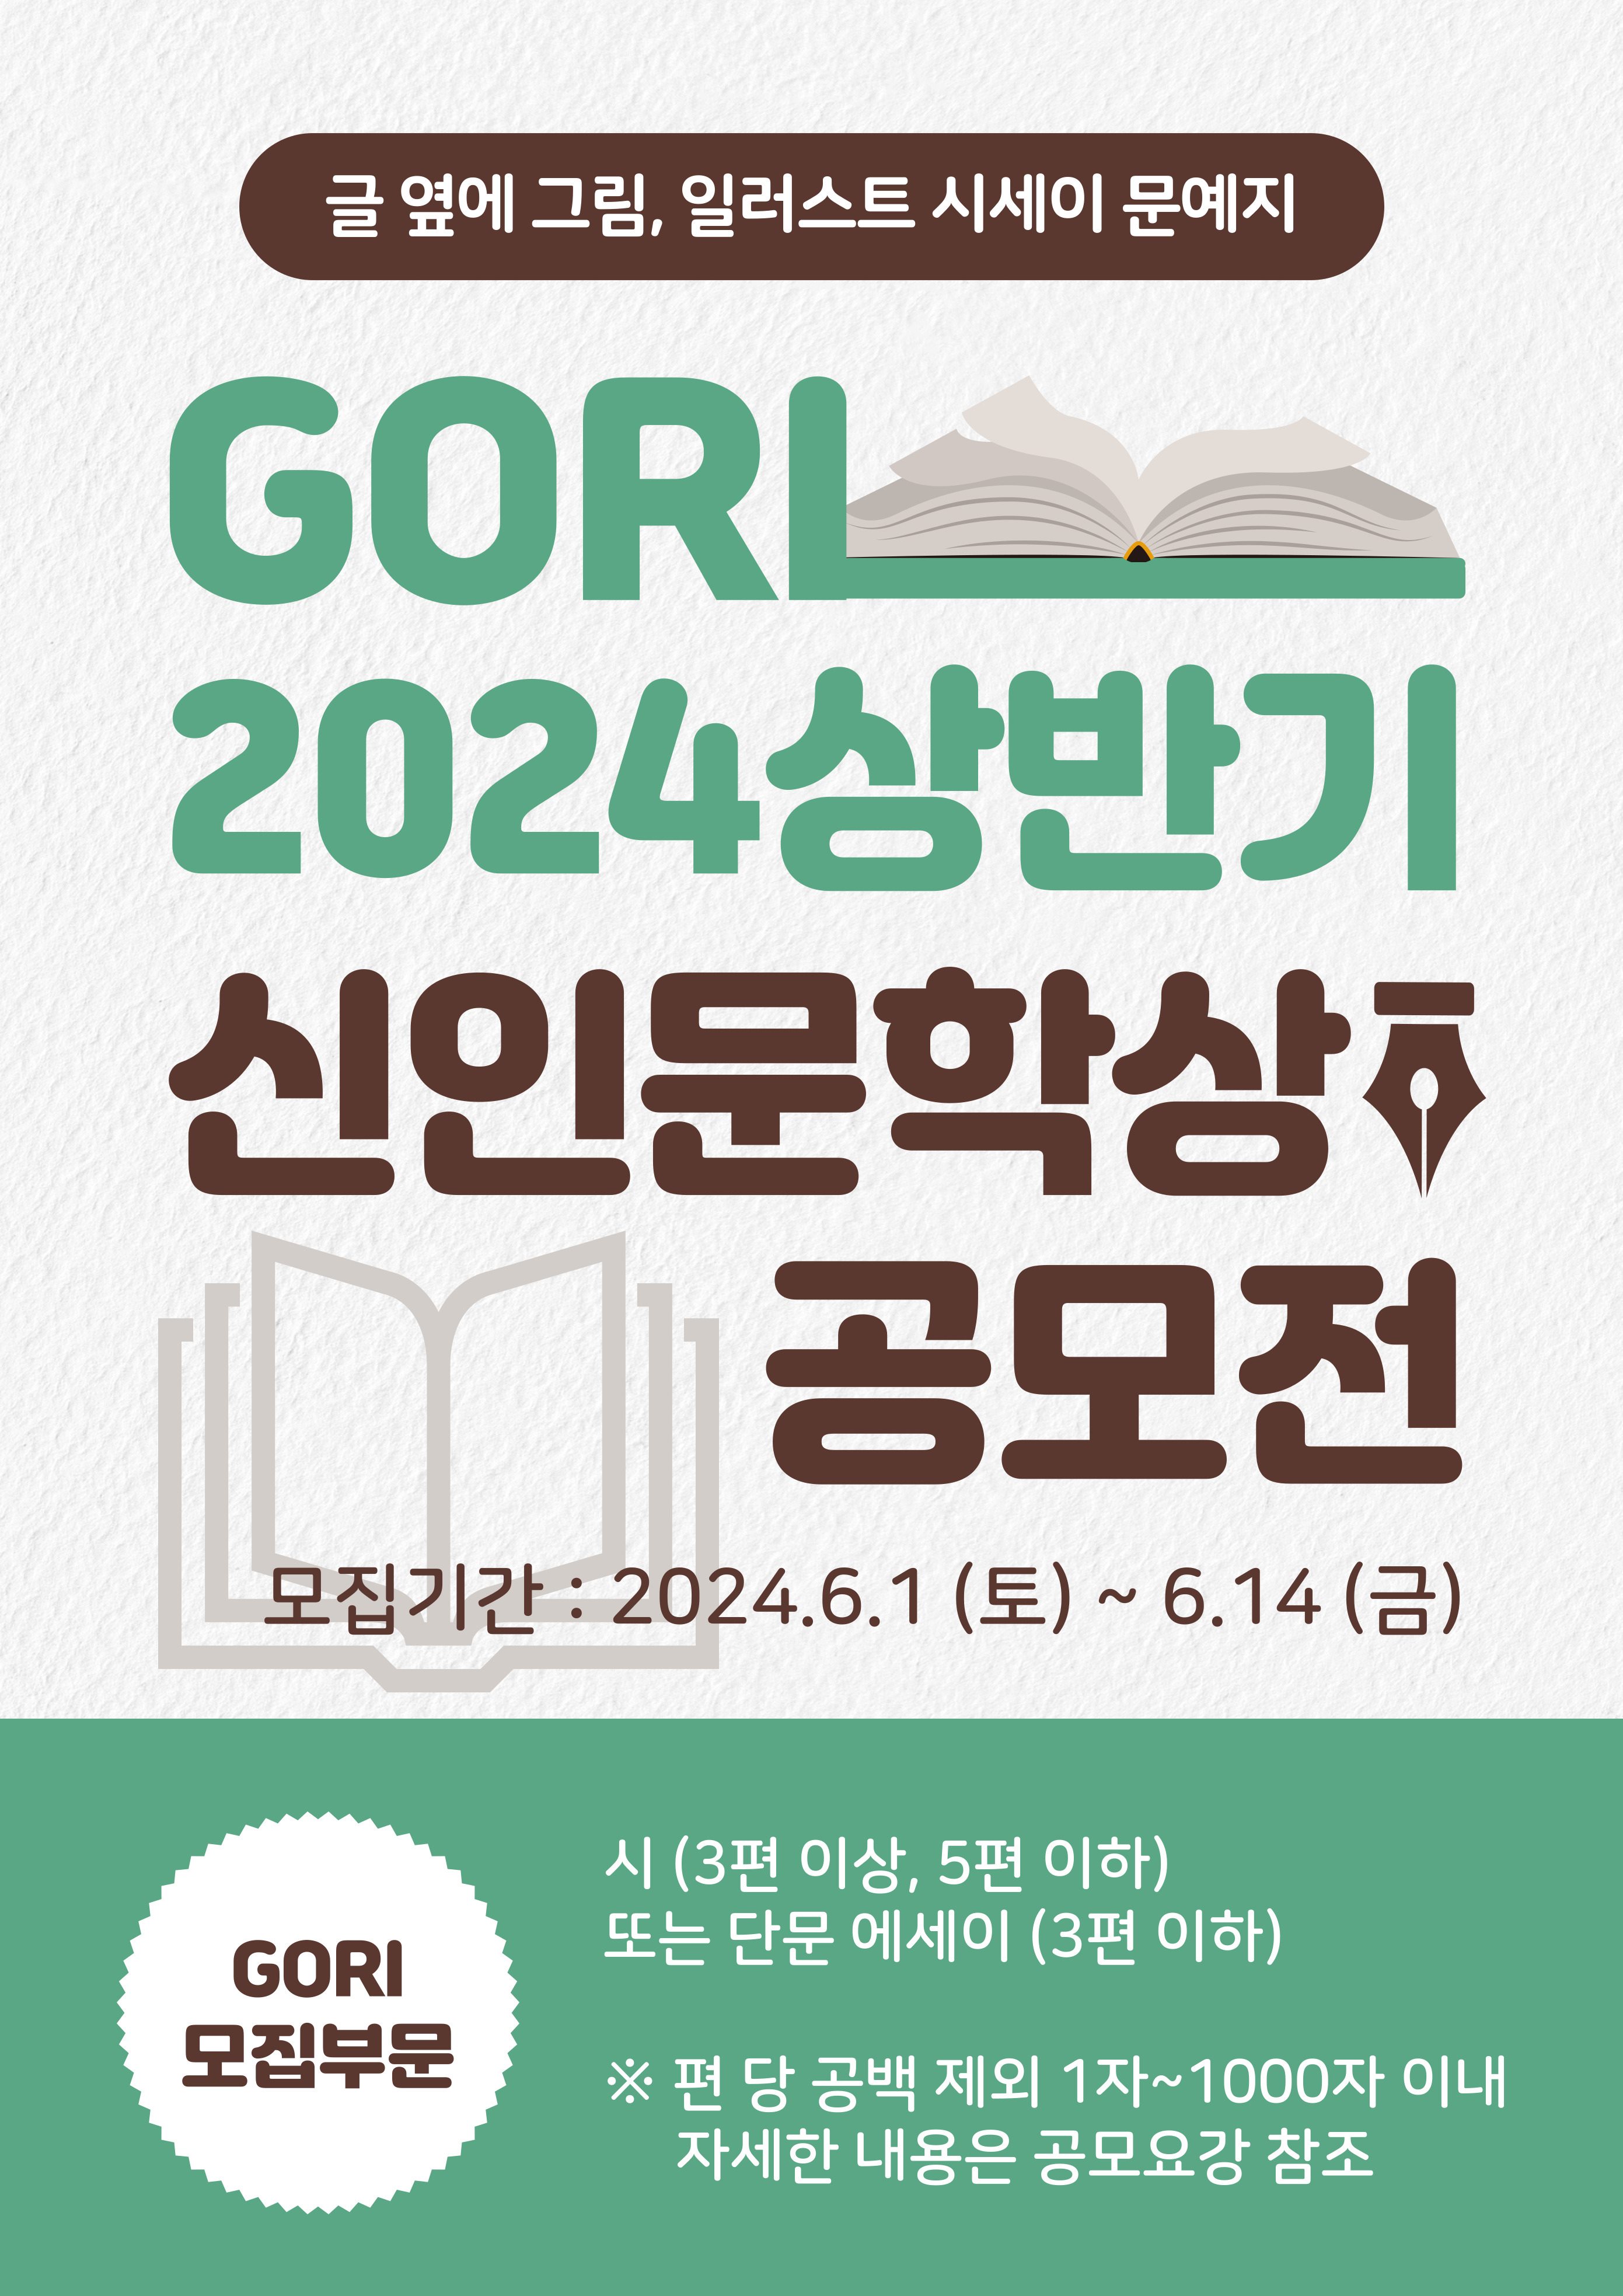 글 옆에 그림, 일러스트 시세이 문예지
GORI
2024상반기
신인문학상
공모전
모집기간 : 2024.6.1 (토) ~ 6.14 (금)
GORI
모집부문
시 (3편 이상, 5편 이하)
또는 단문 에세이 (3편 이하)
※ 편 당 공백 제외 1자~1000자 이내
자세한 내용은 공모요강 참조